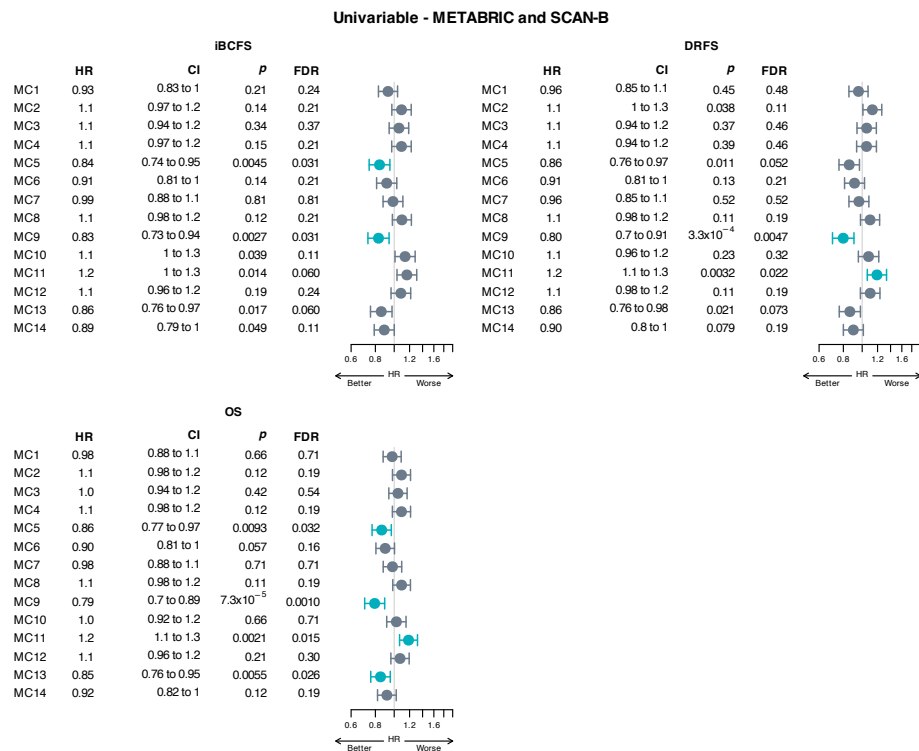 Univariable - METABRIC and SCAN-B
iBCFS
HR CI p FDR
MC1 0.93 0.83 to 1 0.21 0.24
MC2 1.1 0.97 to 1.2 0.14 0.21
MC3 1.1 0.94 to 1.2 0.34 0.37
MC4 1.1 0.97 to 1.2 0.15 0.21
MC5 0.84 0.74 to 0.95 0.0045 0.031
MC6 0.91 0.81 to 1 0.14 0.21
MC7 0.99 0.88 to 1.1 0.81 0.81
MC8 1.1 0.98 to 1.2 0.12 0.21
MC9 0.83 0.73 to 0.94 0.0027 0.031
MC10 1.1 1 to 1.3 0.039 0.11
MC11 1.2 1 to 1.3 0.014 0.060
MC12 1.1 0.96 to 1.2 0.19 0.24
MC13 0.86 0.76 to 0.97 0.017 0.060
MC14 0.89 0.79 to 1 0.049 0.11
0.6 0.8 1.2 1.6
HR
Better Worse
DRFS
HR CI p FDR
MC1 0.96 0.85 to 1.1 0.45 0.48
MC2 1.1 1 to 1.3 0.038 0.11
MC3 1.1 0.94 to 1.2 0.37 0.46
MC4 1.1 0.94 to 1.2 0.39 0.46
MC5 0.86 0.76 to 0.97 0.011 0.052
MC6 0.91 0.81 to 1 0.13 0.21
MC7 0.96 0.85 to 1.1 0.52 0.52
MC8 1.1 0.98 to 1.2 0.11 0.19
MC9 0.80 0.7 to 0.91 3.3x10⁻⁴ 0.0047
MC10 1.1 0.96 to 1.2 0.23 0.32
MC11 1.2 1.1 to 1.3 0.0032 0.022
MC12 1.1 0.98 to 1.2 0.11 0.19
MC13 0.86 0.76 to 0.98 0.021 0.073
MC14 0.90 0.8 to 1 0.079 0.19
0.6 0.8 1.2 1.6
HR
Better Worse
OS
HR CI p FDR
MC1 0.98 0.88 to 1.1 0.66 0.71
MC2 1.1 0.98 to 1.2 0.12 0.19
MC3 1.0 0.94 to 1.2 0.42 0.54
MC4 1.1 0.98 to 1.2 0.12 0.19
MC5 0.86 0.77 to 0.97 0.0093 0.032
MC6 0.90 0.81 to 1 0.057 0.16
MC7 0.98 0.88 to 1.1 0.71 0.71
MC8 1.1 0.98 to 1.2 0.11 0.19
MC9 0.79 0.7 to 0.89 7.3x10⁻⁵ 0.0010
MC10 1.0 0.92 to 1.2 0.66 0.71
MC11 1.2 1.1 to 1.3 0.0021 0.015
MC12 1.1 0.96 to 1.2 0.21 0.30
MC13 0.85 0.76 to 0.95 0.0055 0.026
MC14 0.92 0.82 to 1 0.12 0.19
0.6 0.8 1.2 1.6
HR
Better Worse